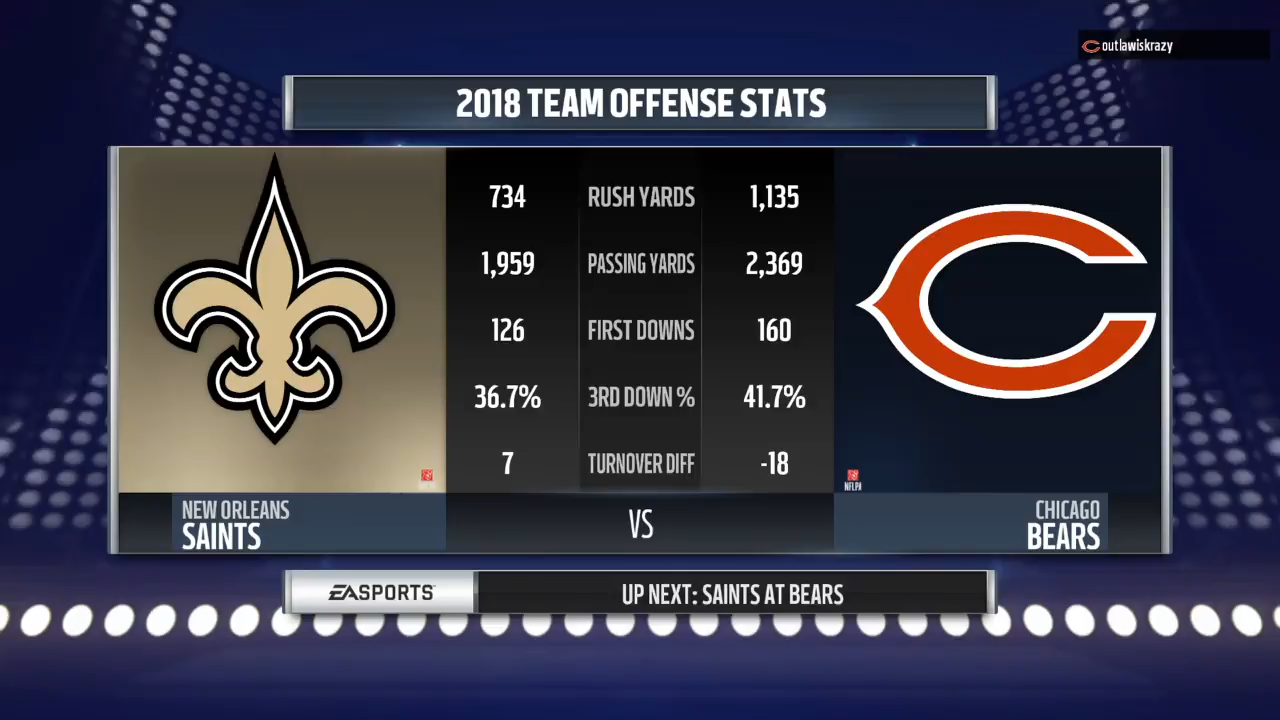 outlawiskrazy
2018 TEAM OFFENSE STATS
734 RUSH YARDS 1,135
1,959 PASSING YARDS 2,369
126 FIRST DOWNS 160
36.7% 3RD DOWN % 41.7%
7 TURNOVER DIFF -18
NFLPA
NEW ORLEANS
SAINTS
VS
CHICAGO
BEARS
EA SPORTS
UP NEXT: SAINTS AT BEARS